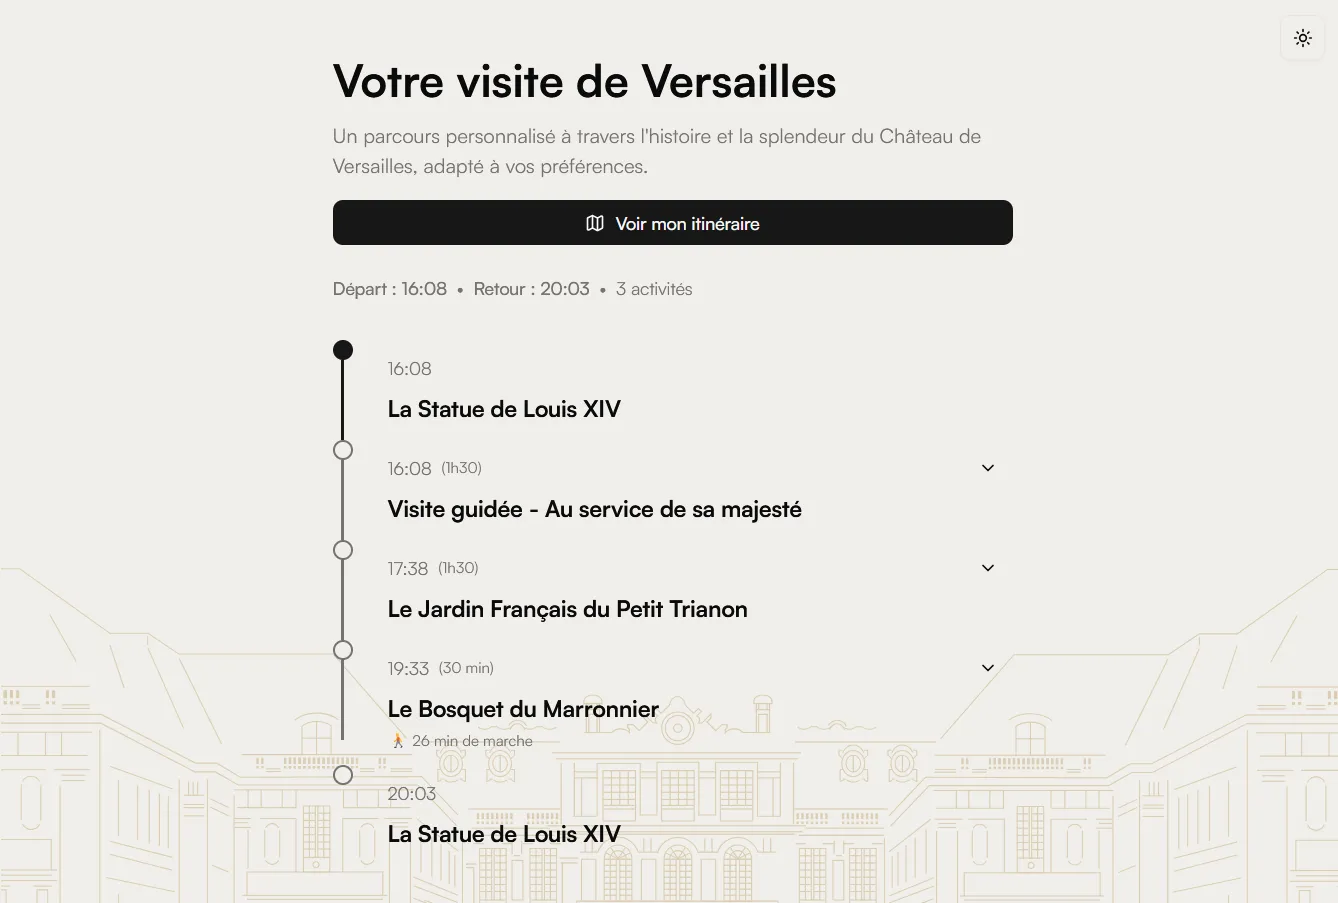 Votre visite de Versailles
Un parcours personnalisé à travers l'histoire et la splendeur du Château de
Versailles, adapté à vos préférences.
Voir mon itinéraire
Départ : 16:08 • Retour : 20:03 • 3 activités
16:08
La Statue de Louis XIV
16:08 (1h30)
Visite guidée - Au service de sa majesté
17:38 (1h30)
Le Jardin Français du Petit Trianon
19:33 (30 min)
Le Bosquet du Marronnier
26 min de marche
20:03
La Statue de Louis XIV